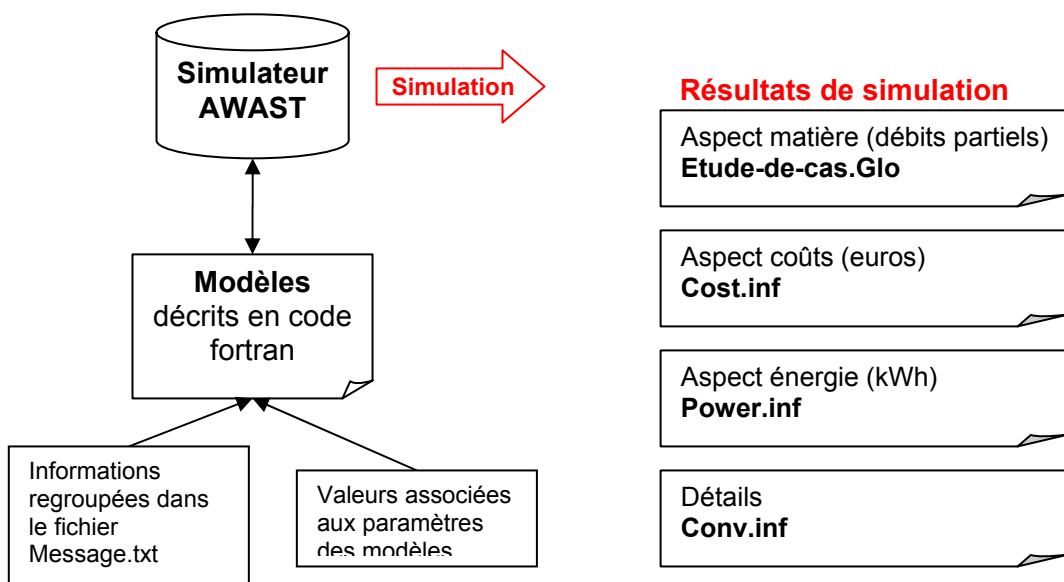 Simulateur
AWAST
Simulation
Modèles
décrits en code
fortran
Informations
regroupées dans
le fichier
Message.txt
Valeurs associées
aux paramètres
des modèles
Résultats de simulation
Aspect matière (débits partiels)
Etude-de-cas.Glo
Aspect coûts (euros)
Cost.inf
Aspect énergie (kWh)
Power.inf
Détails
Conv.inf